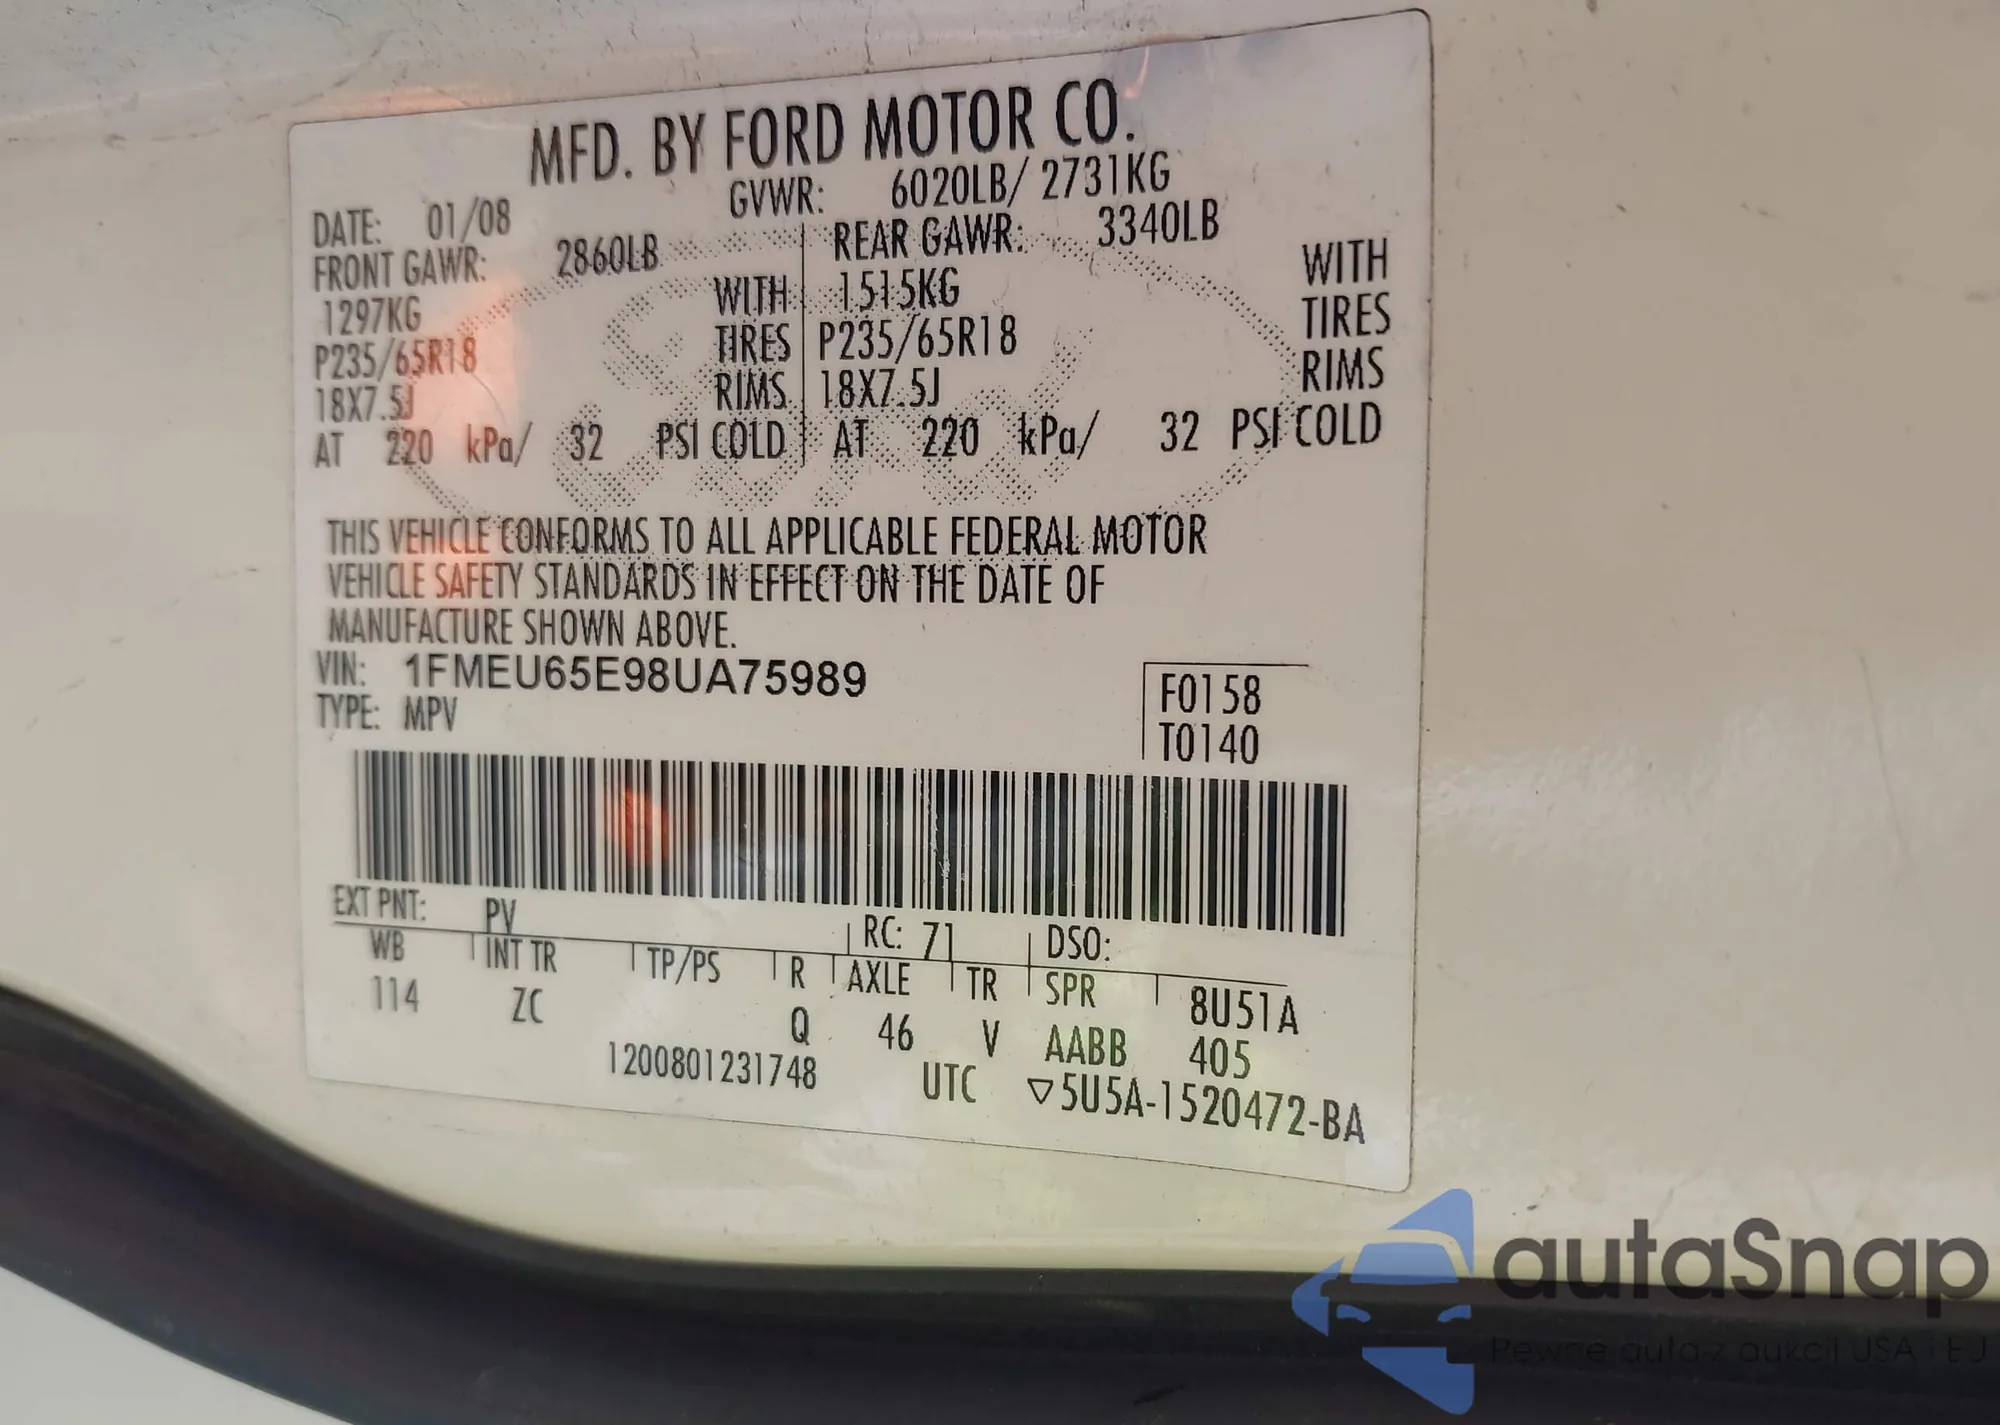 MFD. BY FORD MOTOR CO.
DATE: 01/08 GVWR: 6020LB/ 2731KG
FRONT GAWR: 2860LB REAR GAWR: 3340LB
1297KG WITH 1515KG WITH
P235/65R18 TIRES P235/65R18 TIRES
18X7.5J RIMS 18X7.5J RIMS
AT 220 kPa/ 32 PSI COLD AT 220 kPa/ 32 PSI COLD
THIS VEHICLE CONFORMS TO ALL APPLICABLE FEDERAL MOTOR
VEHICLE SAFETY STANDARDS IN EFFECT ON THE DATE OF
MANUFACTURE SHOWN ABOVE.
VIN: 1FMEU65E98UA75989
TYPE: MPV
F0158
T0140
EXT PNT: PV RC: 71 DSO:
WB INT TR TP/PS R AXLE TR SPR 8U51A
114 ZC Q 46 V AABB 405
1200801231748 UTC ▽5U5A-1520472-BA
autaSnap
Pewne auta z aukcji USA i EU